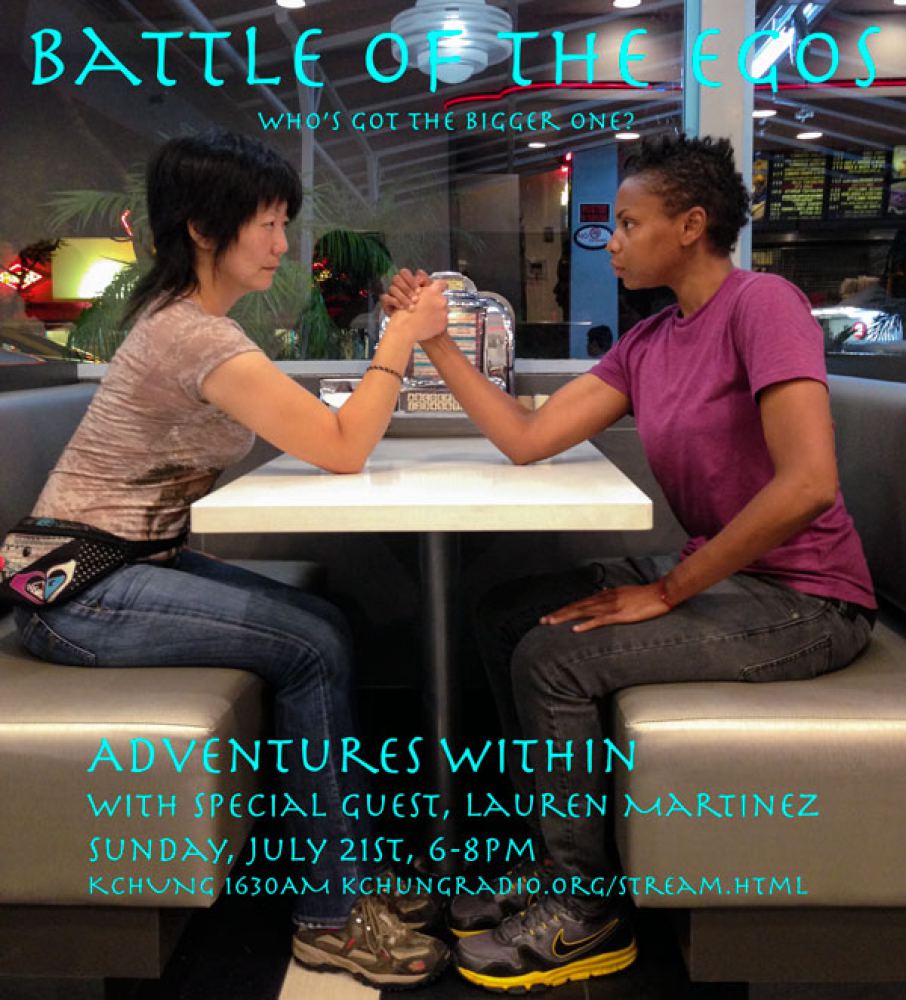 BATTLE OF THE EGOS
WHO'S GOT THE BIGGER ONE?
ADVENTURES WITHIN
WITH SPECIAL GUEST, LAUREN MARTINEZ
SUNDAY, JULY 21ST, 6-8PM
KCHUNG 1630AM KCHUNGRADIO.ORG/STREAM.HTML